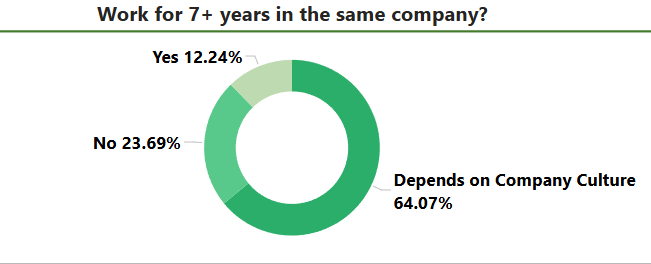 Work for 7+ years in the same company?
Yes 12.24%
No 23.69%
Depends on Company Culture
64.07%